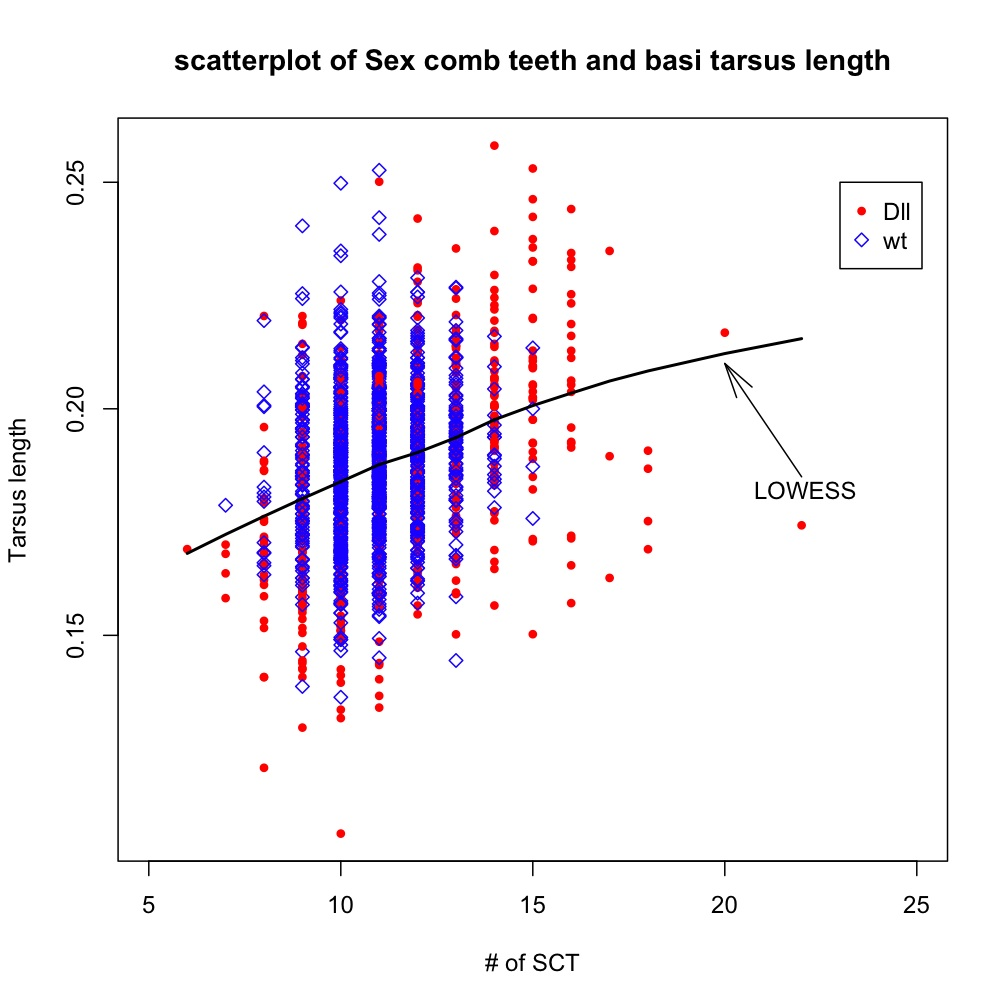 scatterplot of Sex comb teeth and basi tarsus length
Tarsus length
0.25
0.20
0.15
Dll
wt
LOWESS
5 10 15 20 25
# of SCT